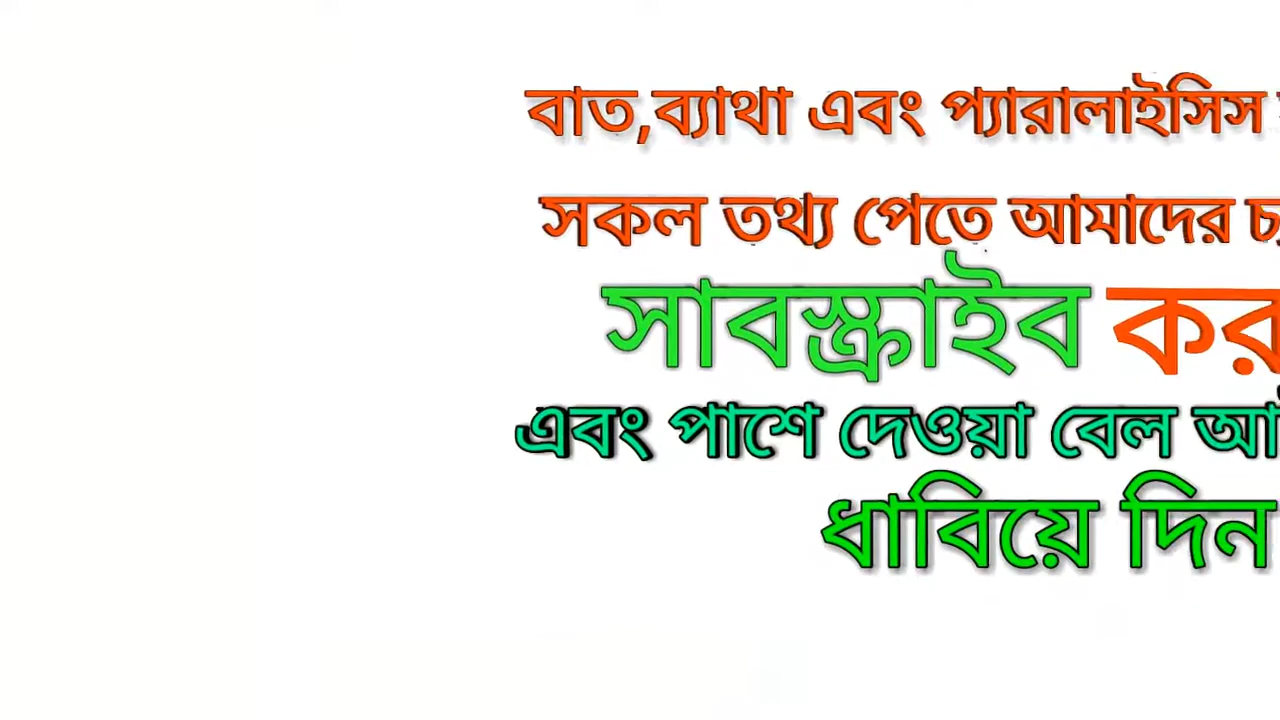 বাত,ব্যাথা এবং প্যারালাইসিস
সকল তথ্য পেতে আমাদের
সাবস্ক্রাইব
এবং পাশে দেওয়া বেল
ধাবিয়ে দিন